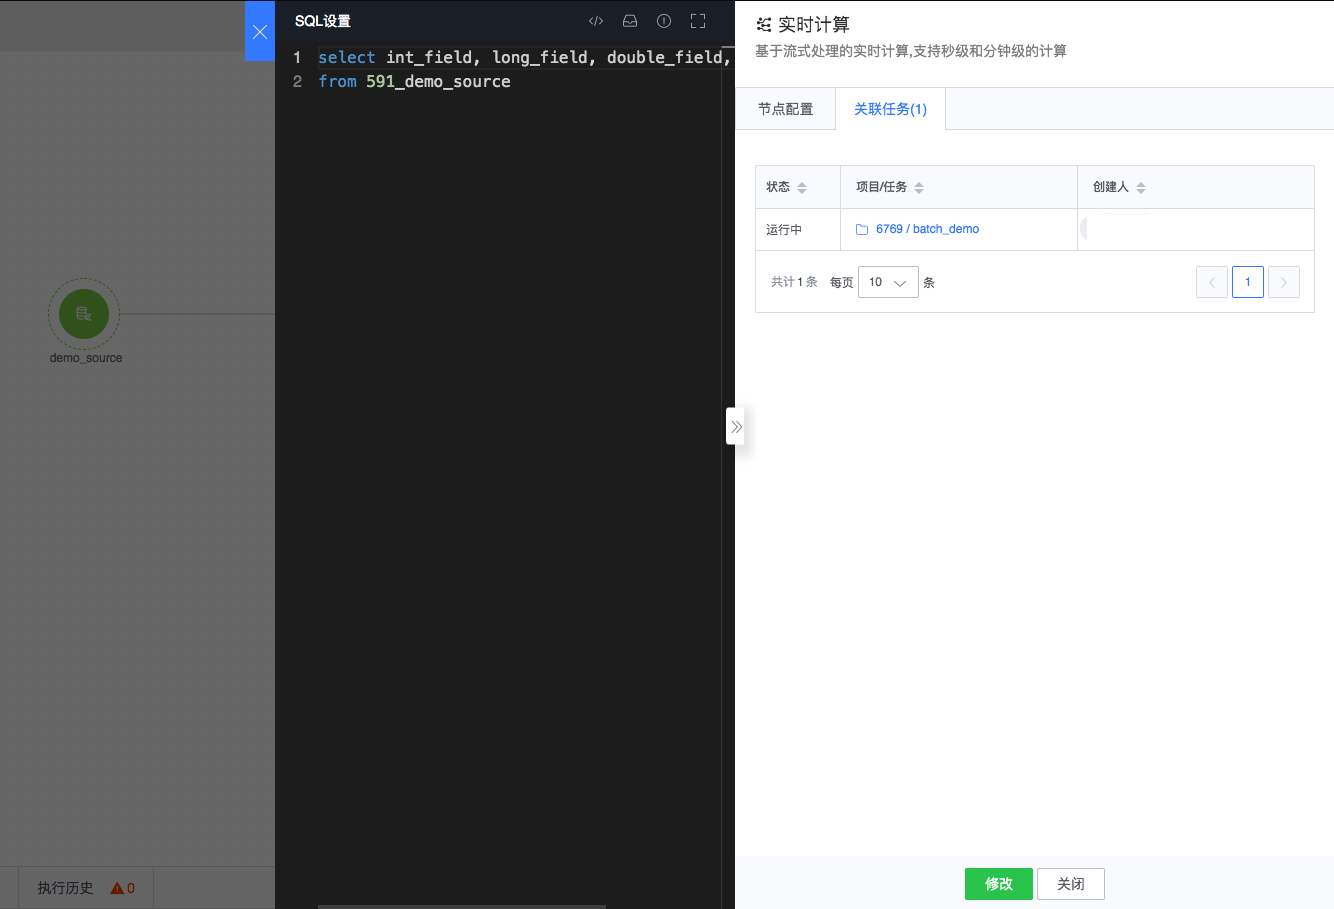 SQL设置
1 select int_field, long_field, double_field,
2 from 591_demo_source
demo_source
执行历史 0
实时计算
基于流式处理的实时计算,支持秒级和分钟级的计算
节点配置 关联任务(1)
状态 项目/任务 创建人
运行中 6769 / batch_demo
共计 1 条 每页 10 条 1
修改 关闭